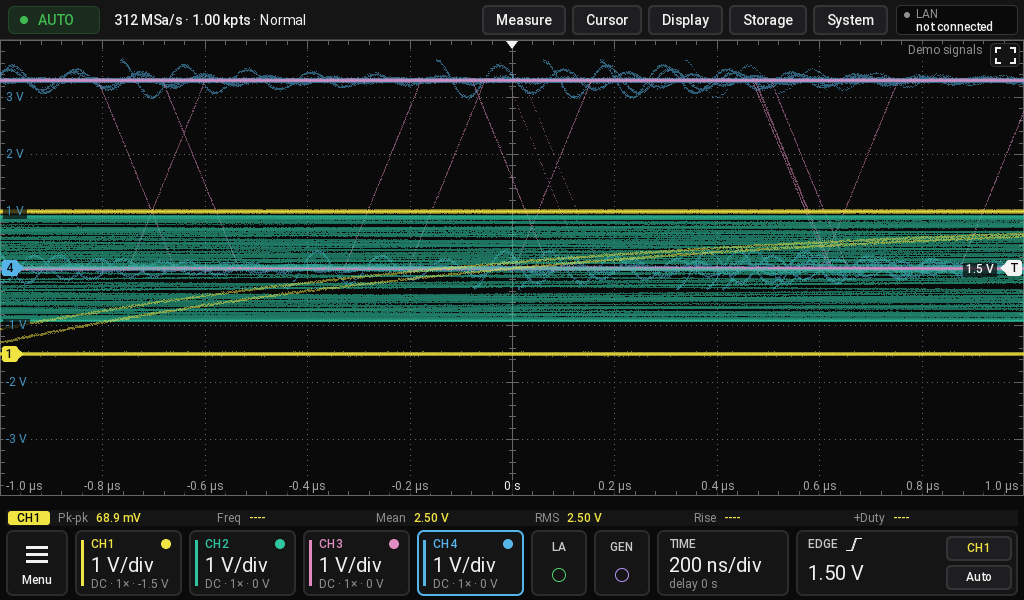 AUTO
312 MSa/s · 1.00 kpts · Normal
Measure
Cursor
Display
Storage
System
LAN
not connected
Demo signals
3 V
2 V
1 V
4
1.5 V
T
-1 V
1
-2 V
-3 V
-1.0 µs
-0.8 µs
-0.6 µs
-0.4 µs
-0.2 µs
0 s
0.2 µs
0.4 µs
0.6 µs
0.8 µs
1.0 µs
CH1
Pk-pk 68.9 mV
Freq ----
Mean 2.50 V
RMS 2.50 V
Rise ----
+Duty ----
Menu
CH1
1 V/div
DC · 1× · -1.5 V
CH2
1 V/div
DC · 1× · 0 V
CH3
1 V/div
DC · 1× · 0 V
CH4
1 V/div
DC · 1× · 0 V
LA
GEN
TIME
200 ns/div
delay 0 s
EDGE
1.50 V
CH1
Auto